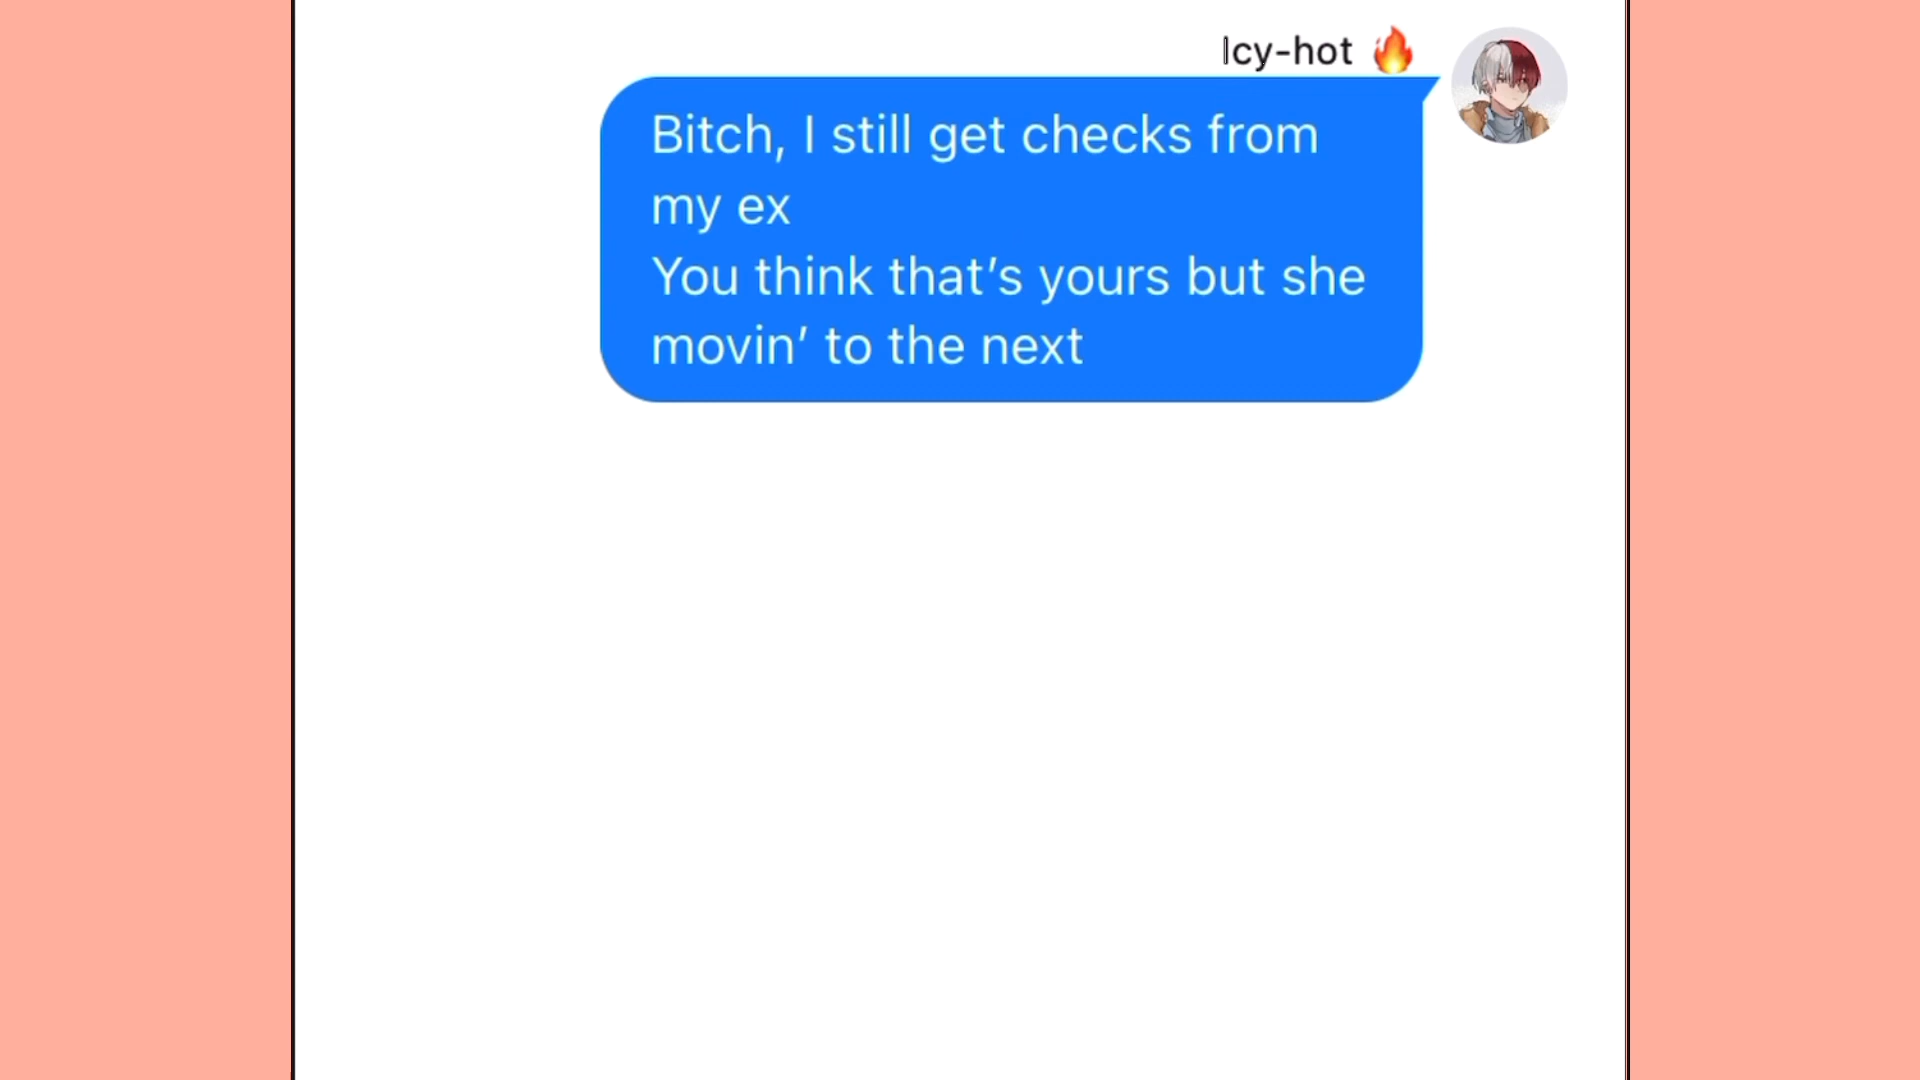 Icy-hot 🔥
Bitch, I still get checks from
my ex
You think that’s yours but she
movin’ to the next